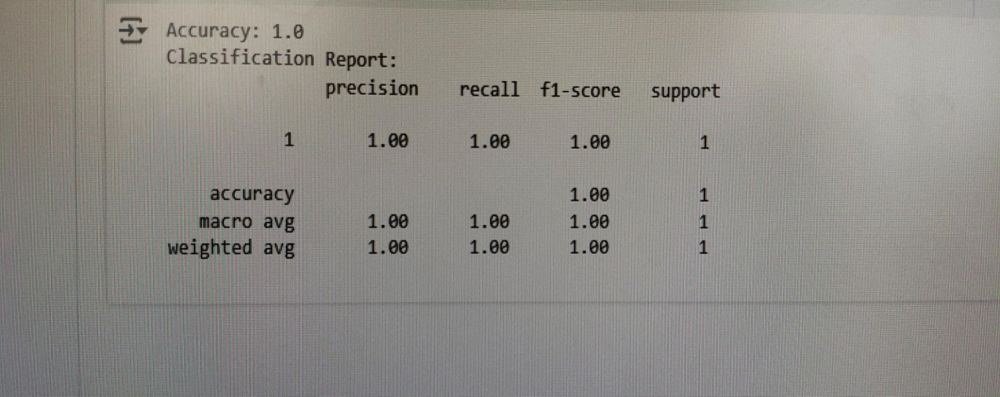 Accuracy: 1.0
Classification Report:
precision recall f1-score support
1 1.00 1.00 1.00 1
accuracy 1.00 1
macro avg 1.00 1.00 1.00 1
weighted avg 1.00 1.00 1.00 1